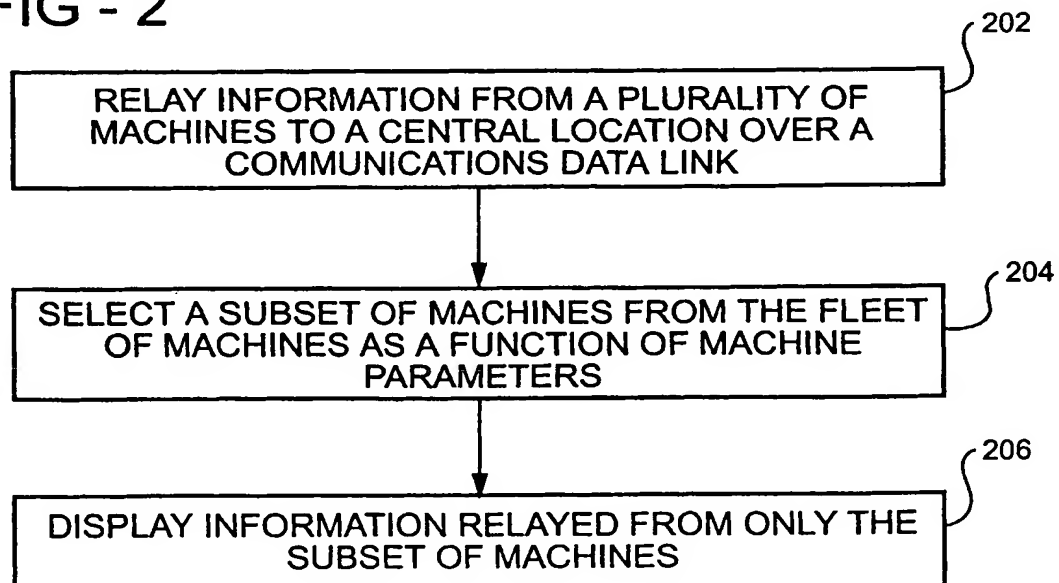 FIG - 2
202
RELAY INFORMATION FROM A PLURALITY OF
MACHINES TO A CENTRAL LOCATION OVER A
COMMUNICATIONS DATA LINK
204
SELECT A SUBSET OF MACHINES FROM THE FLEET
OF MACHINES AS A FUNCTION OF MACHINE
PARAMETERS
206
DISPLAY INFORMATION RELAYED FROM ONLY THE
SUBSET OF MACHINES